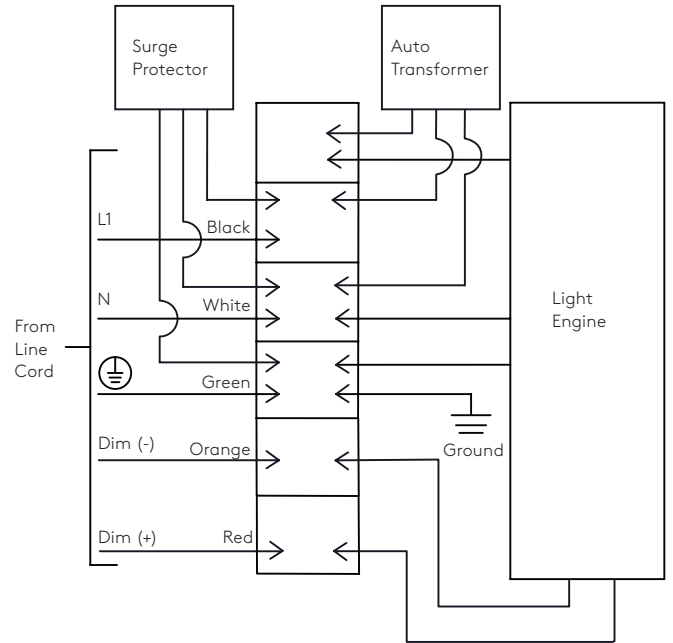 Surge
Protector
Auto
Transformer
L1
Black
N
White
From
Line
Cord
Green
Ground
Dim (-)
Orange
Dim (+)
Red
Light
Engine